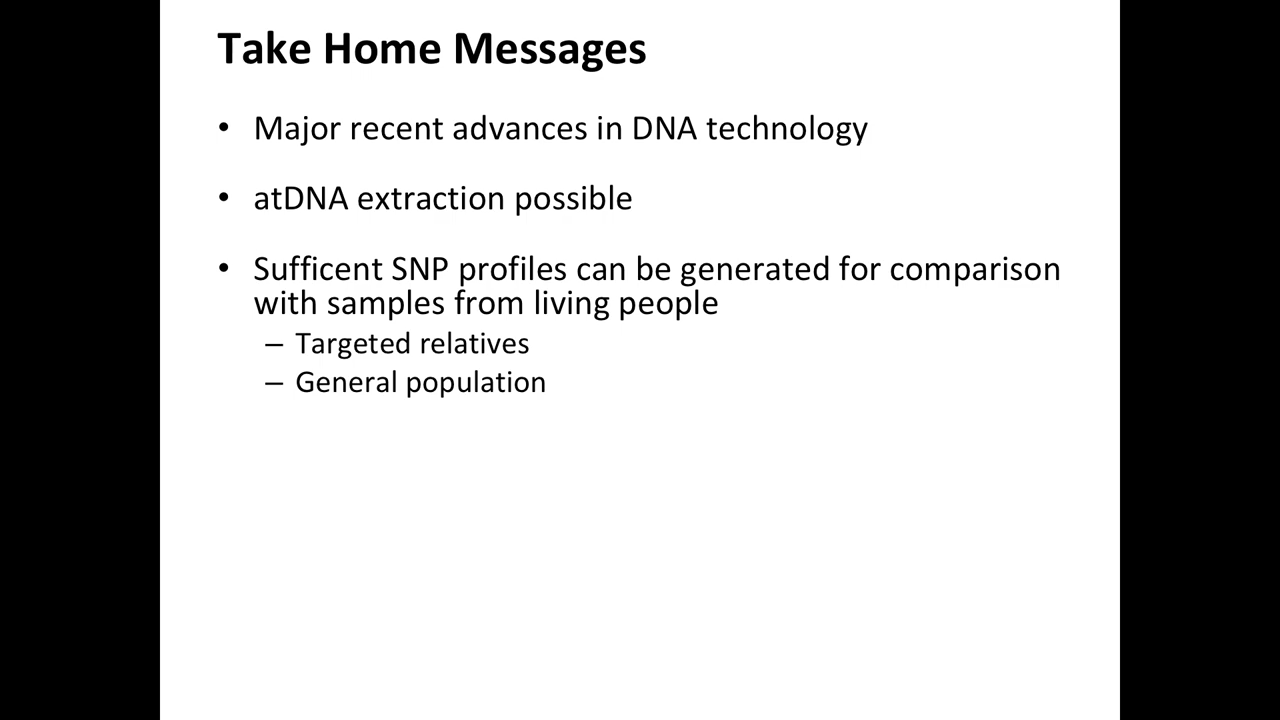 Take Home Messages
• Major recent advances in DNA technology
• atDNA extraction possible
• Sufficent SNP profiles can be generated for comparison
with samples from living people
– Targeted relatives
– General population